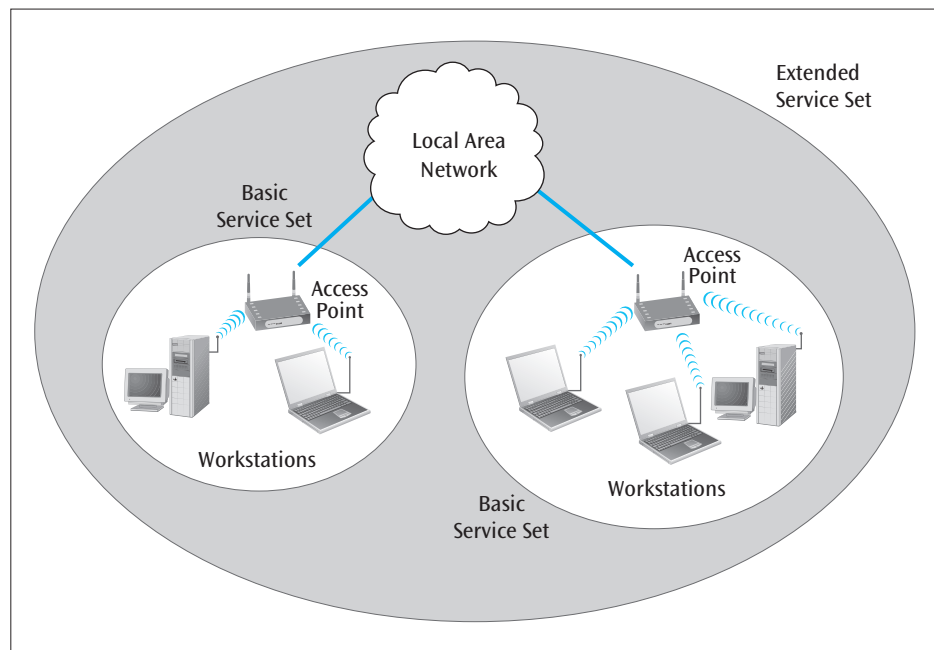 Extended
Service Set
Local Area
Network
Basic
Service Set
Access
Point
Access
Point
Workstations
Workstations
Basic
Service Set